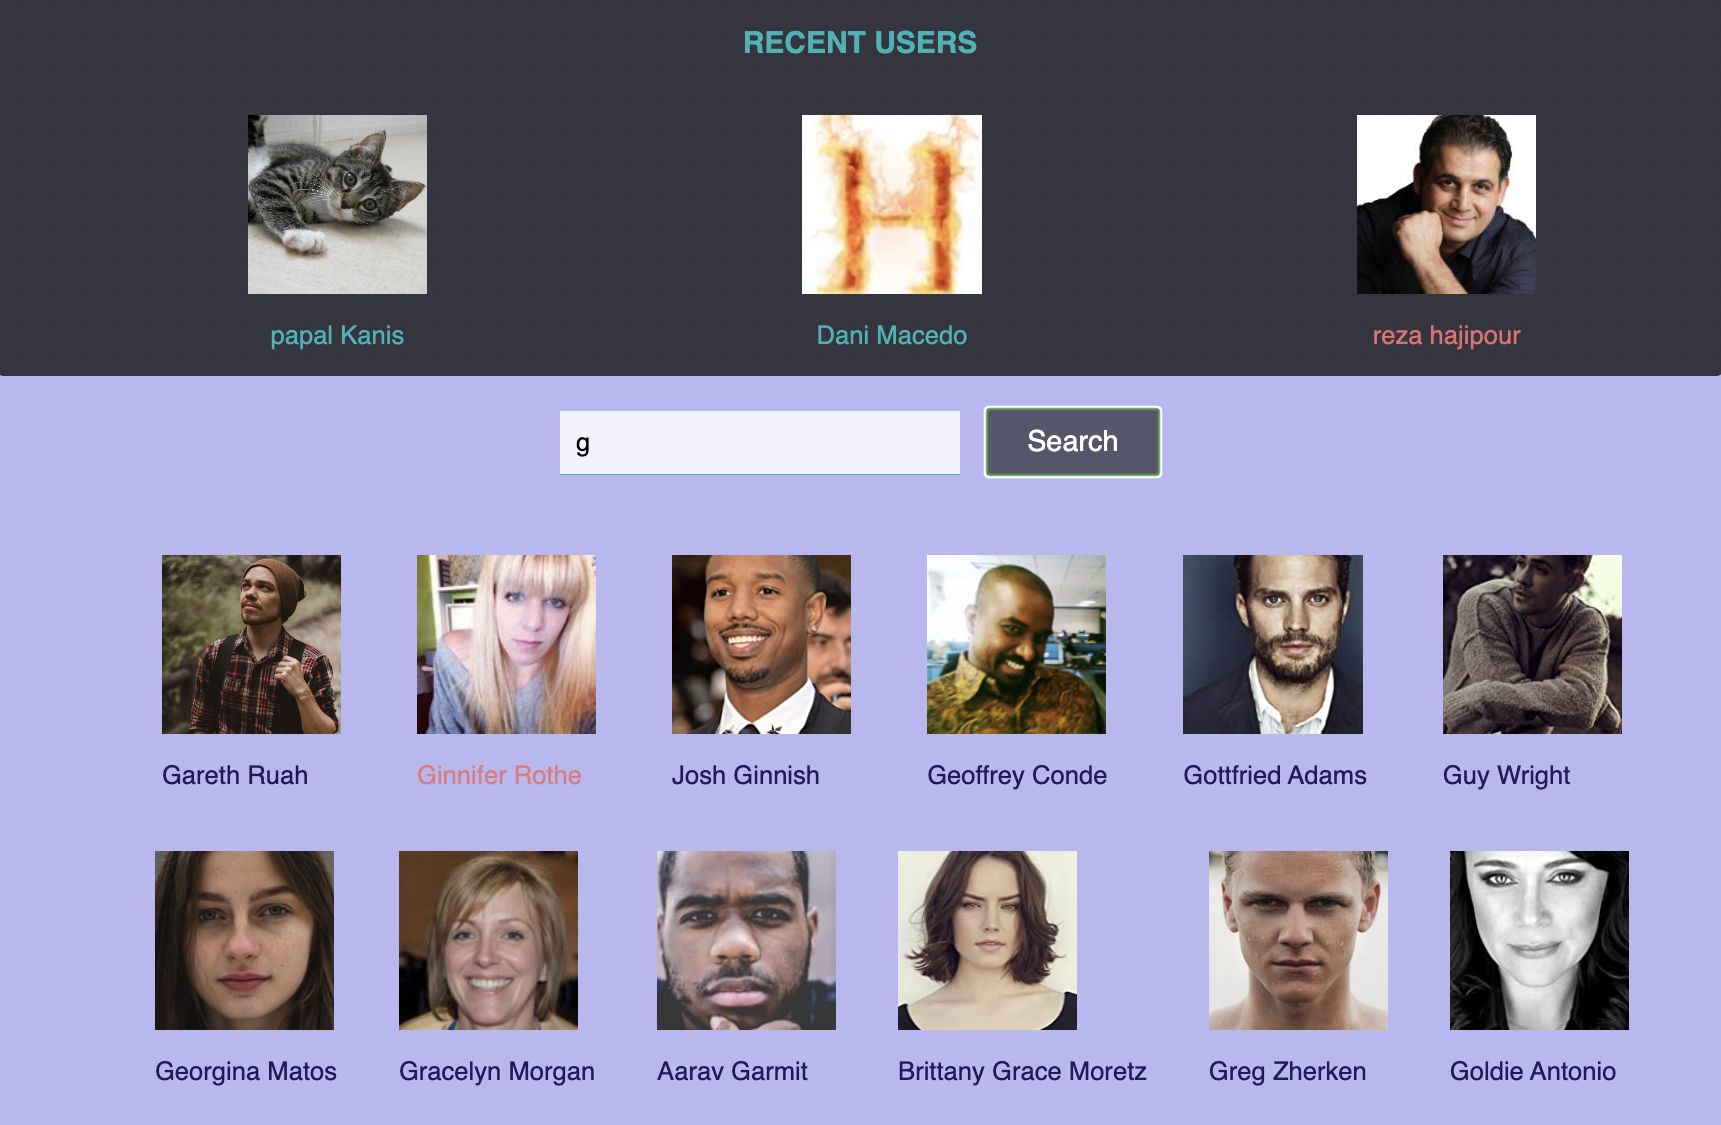 RECENT USERS
H
papal Kanis
Dani Macedo
reza hajipour
g
Search
Gareth Ruah
Ginnifer Rothe
Josh Ginnish
Geoffrey Conde
Gottfried Adams
Guy Wright
Georgina Matos
Gracelyn Morgan
Aarav Garmit
Brittany Grace Moretz
Greg Zherken
Goldie Antonio